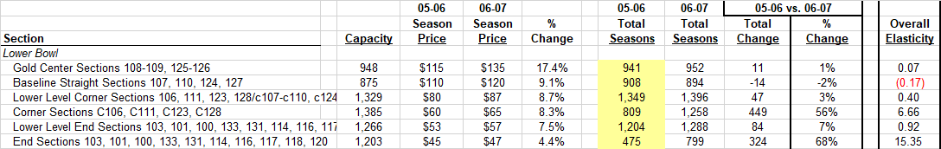 05-06 06-07 05-06 06-07 05-06 vs. 06-07
Season Season % Total Total Total % Overall
Section Capacity Price Price Change Seasons Seasons Change Change Elasticity
Lower Bowl
Gold Center Sections 108-109, 125-126 948 $115 $135 17.4% 941 952 11 1% 0.07
Baseline Straight Sections 107, 110, 124, 127 875 $110 $120 9.1% 908 894 -14 -2% (0.17)
Lower Level Corner Sections 106, 111, 123, 128/c107-c110, c124 1,329 $80 $87 8.7% 1,349 1,396 47 3% 0.40
Corner Sections C106, C111, C123, C128 1,385 $60 $65 8.3% 809 1,258 449 56% 6.66
Lower Level End Sections 103, 101, 100, 133, 131, 114, 116, 117 1,266 $53 $57 7.5% 1,204 1,288 84 7% 0.92
End Sections 103, 101, 100, 133, 131, 114, 116, 117, 118, 120 1,203 $45 $47 4.4% 475 799 324 68% 15.35